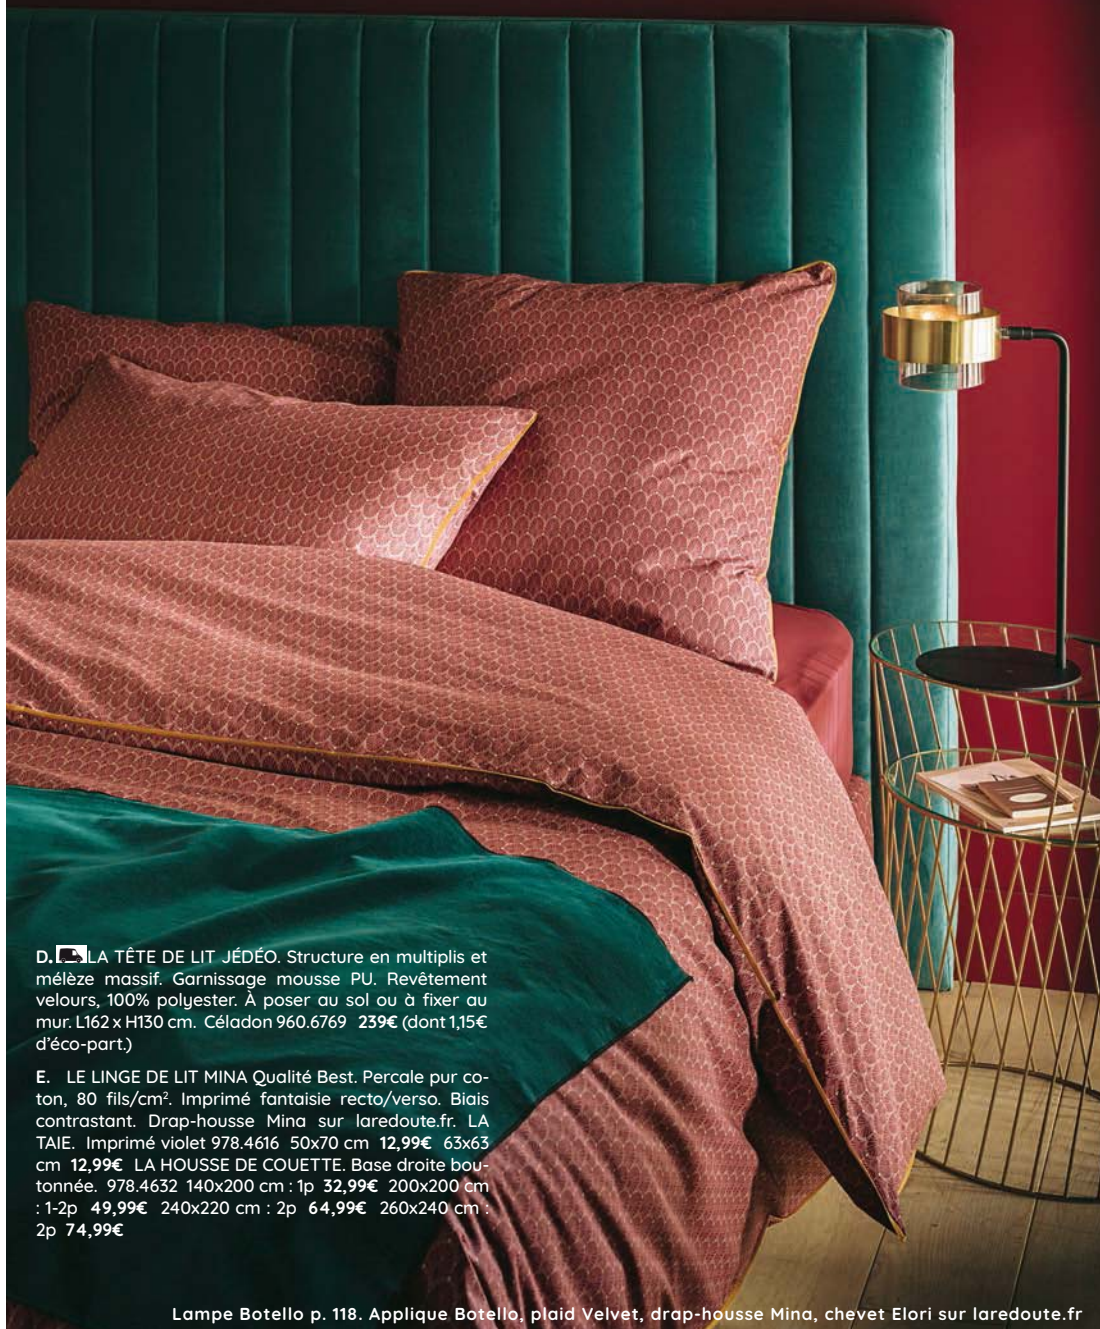 D. LA TÊTE DE LIT JÉDÉO. Structure en multiplis et
mélèze massif. Garnissage mousse PU. Revêtement
velours, 100% polyester. À poser au sol ou à fixer au
mur. L162 x H130 cm. Céladon 960.6769 239€ (dont 1,15€
d’éco-part.)
E. LE LINGE DE LIT MINA Qualité Best. Percale pur co-
ton, 80 fils/cm². Imprimé fantaisie recto/verso. Biais
contrastant. Drap-housse Mina sur laredoute.fr. LA
TAIE. Imprimé violet 978.4616 50x70 cm 12,99€ 63x63
cm 12,99€ LA HOUSSE DE COUETTE. Base droite bou-
tonnée. 978.4632 140x200 cm : 1p 32,99€ 200x200 cm
: 1-2p 49,99€ 240x220 cm : 2p 64,99€ 260x240 cm :
2p 74,99€
Lampe Botello p. 118. Applique Botello, plaid Velvet, drap-housse Mina, chevet Elori sur laredoute.fr